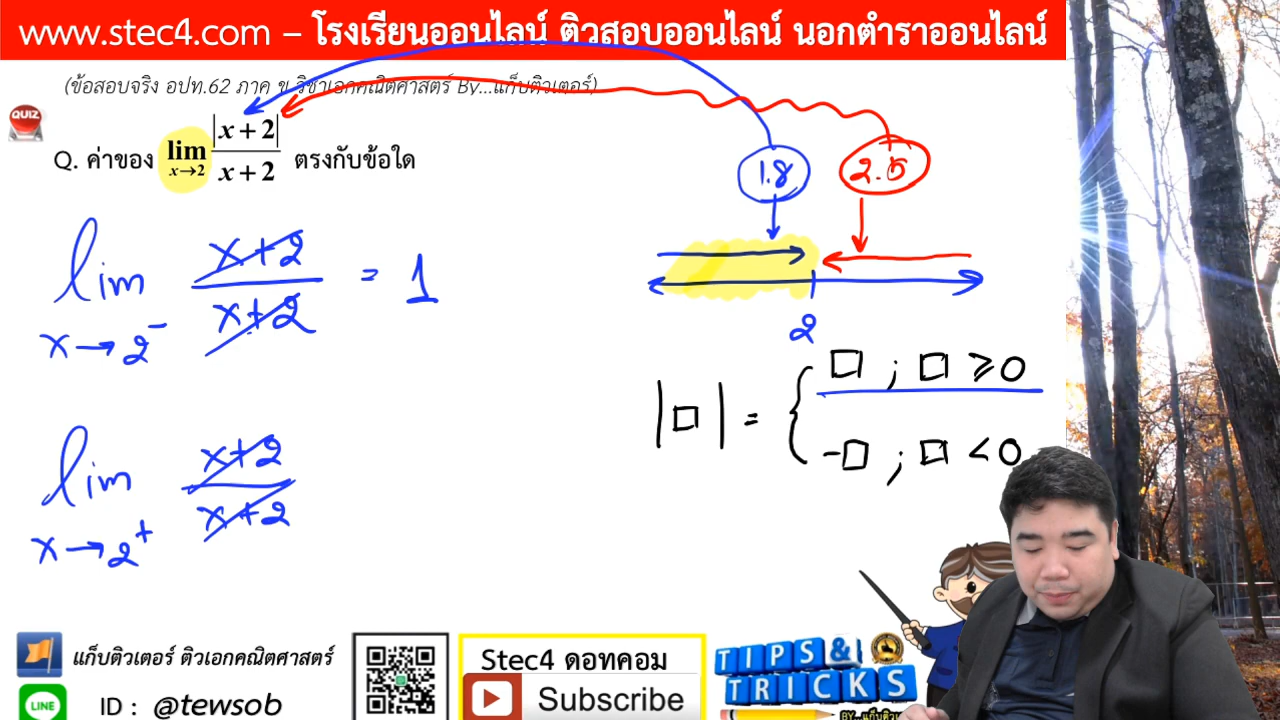 www.stec4.com – โรงเรียนออนไลน์ ติวสอบออนไลน์ นอกตำราออนไลน์
(ข้อสอบจริง อปท.62 ภาค ข วิชาเอกคณิตศาสตร์ By...แก็บติวเตอร์)
QUIZ
Q. ค่าของ lim x→2 |x + 2| / x + 2 ตรงกับข้อใด
1.8
2.5
lim x→2⁻ x+2 / x+2 = 1
2
|□| = { □ ; □ ≥ 0
-□ ; □ < 0
lim x→2⁺ x+2 / x+2
แก็บติวเตอร์ ติวเอกคณิตศาสตร์
LINE ID : @tewsob
Stec4 ดอทคอม
Subscribe
TIPS &
TRICKS